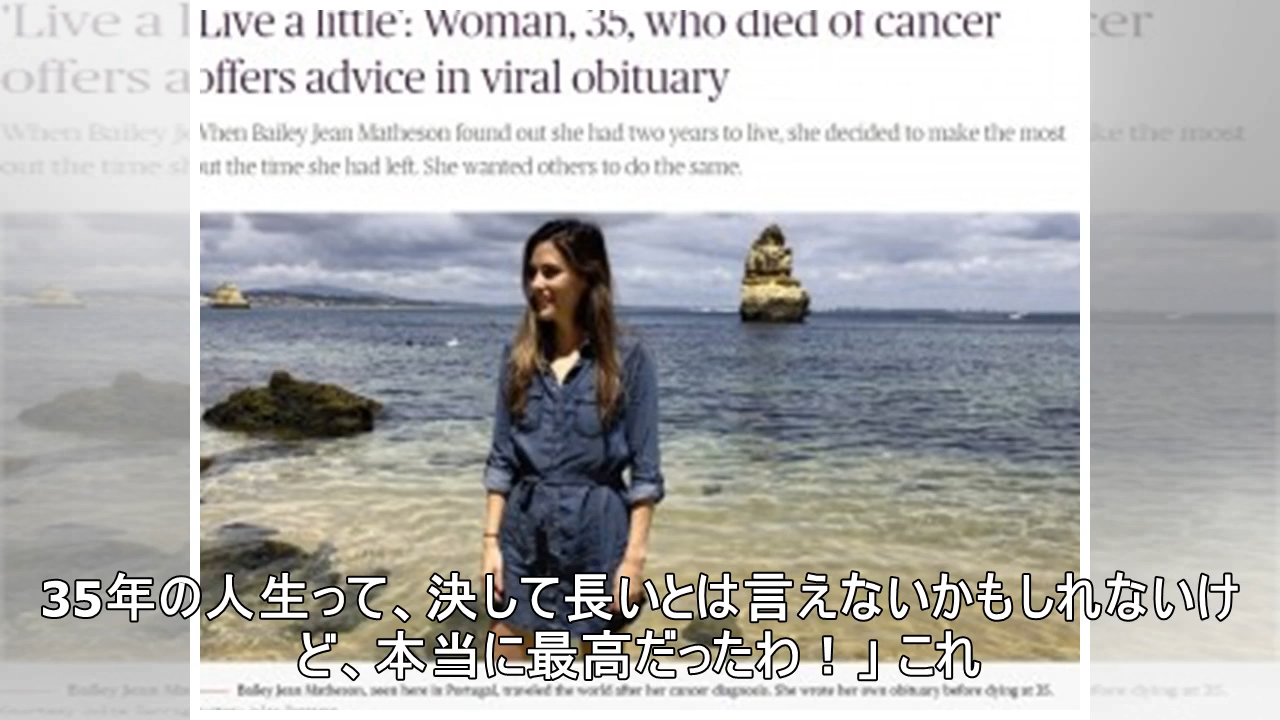 'Live a little': Woman, 35, who died of cancer
offers advice in viral obituary
When Bailey Jean Matheson found out she had two years to live, she decided to make the most
out the time she had left. She wanted others to do the same.
35年の人生って、決して長いとは言えないかもしれないけ
ど、本当に最高だったわ！」これ
Bailey Jean Matheson, seen here in Portugal, traveled the world after her cancer diagnosis. She wrote her own obituary before dying at 35.